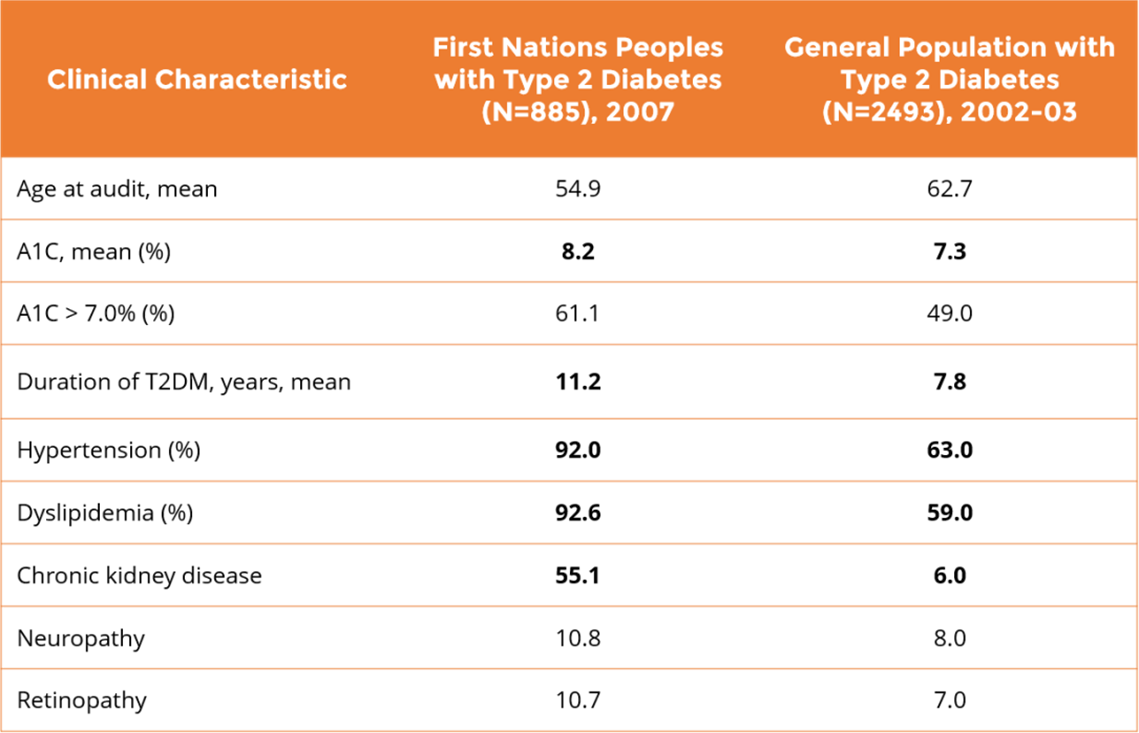 Clinical Characteristic
First Nations Peoples
with Type 2 Diabetes
(N=885), 2007
General Population with
Type 2 Diabetes
(N=2493), 2002-03
Age at audit, mean 54.9 62.7
A1C, mean (%) 8.2 7.3
A1C > 7.0% (%) 61.1 49.0
Duration of T2DM, years, mean 11.2 7.8
Hypertension (%) 92.0 63.0
Dyslipidemia (%) 92.6 59.0
Chronic kidney disease 55.1 6.0
Neuropathy 10.8 8.0
Retinopathy 10.7 7.0